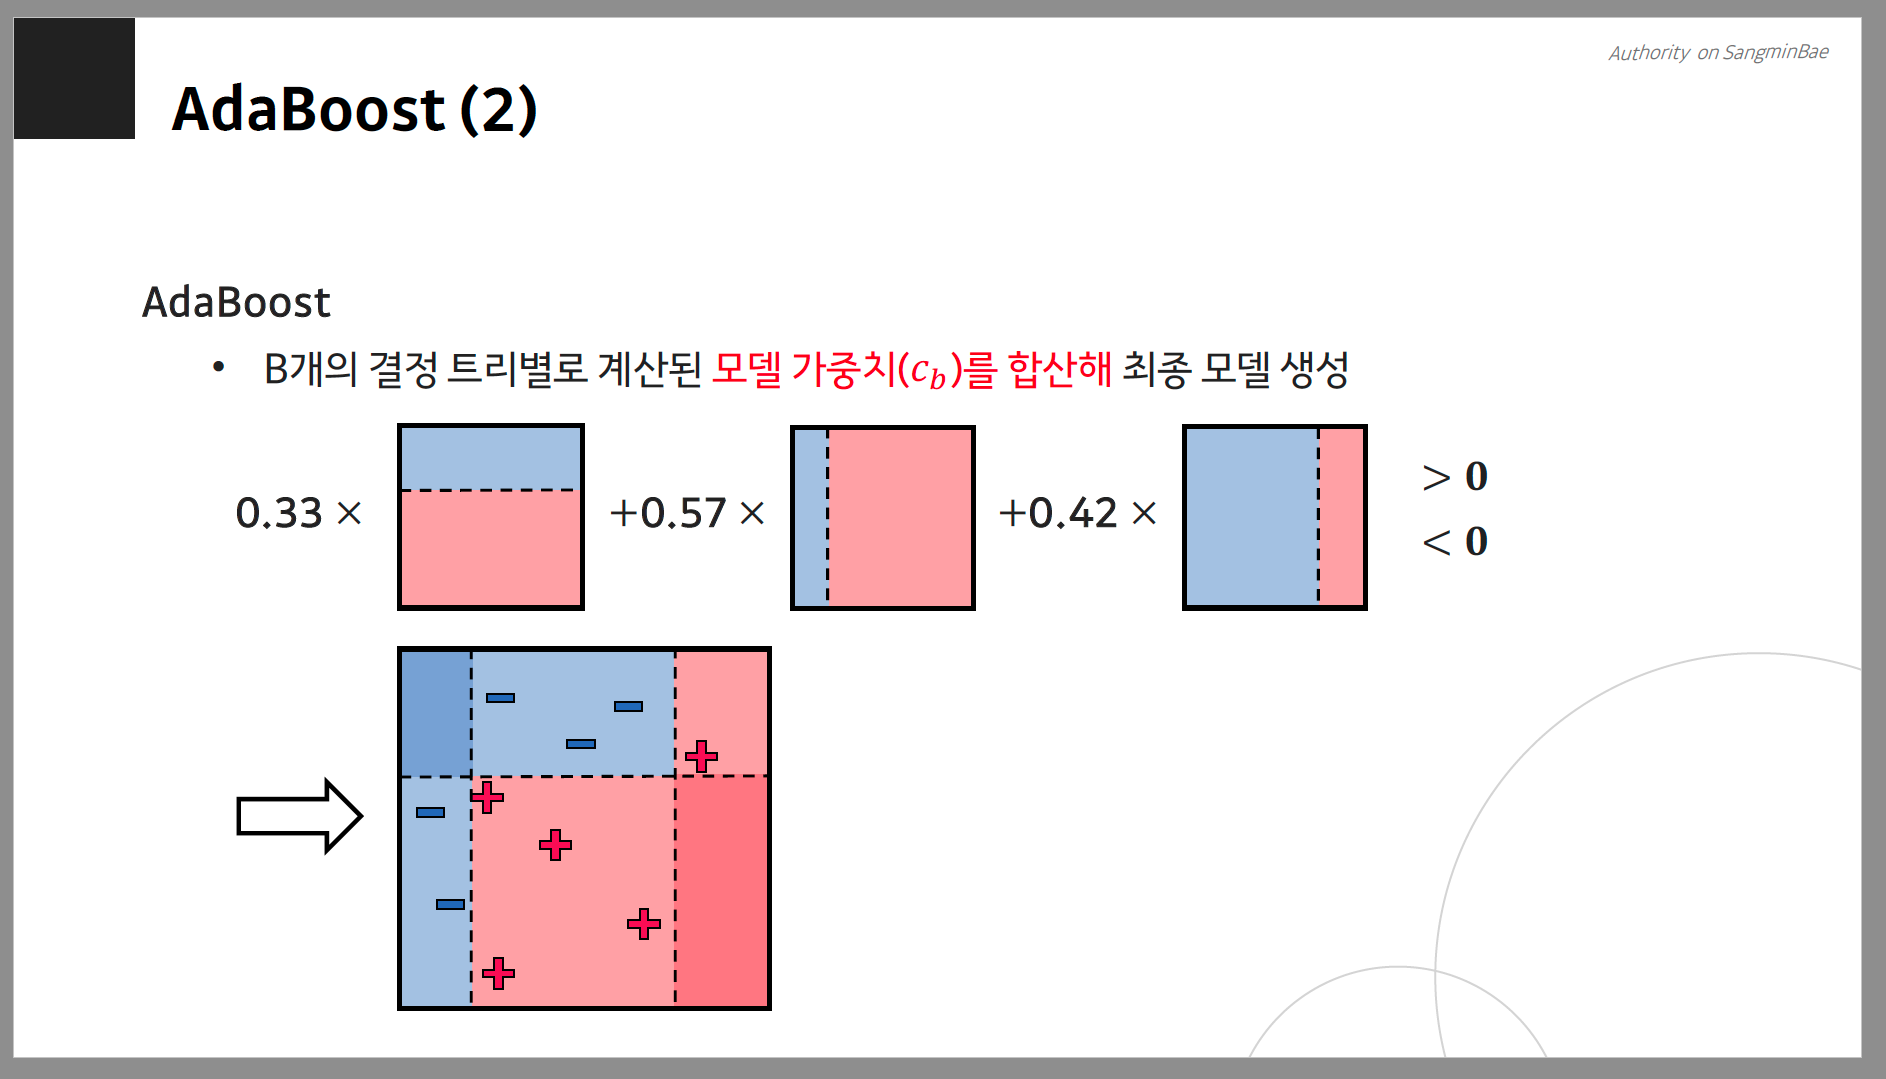 Authority on SangminBae
AdaBoost (2)
AdaBoost
• B개의 결정 트리별로 계산된 모델 가중치(c_b)를 합산해 최종 모델 생성
0.33 × +0.57 × +0.42 ×
> 0
< 0